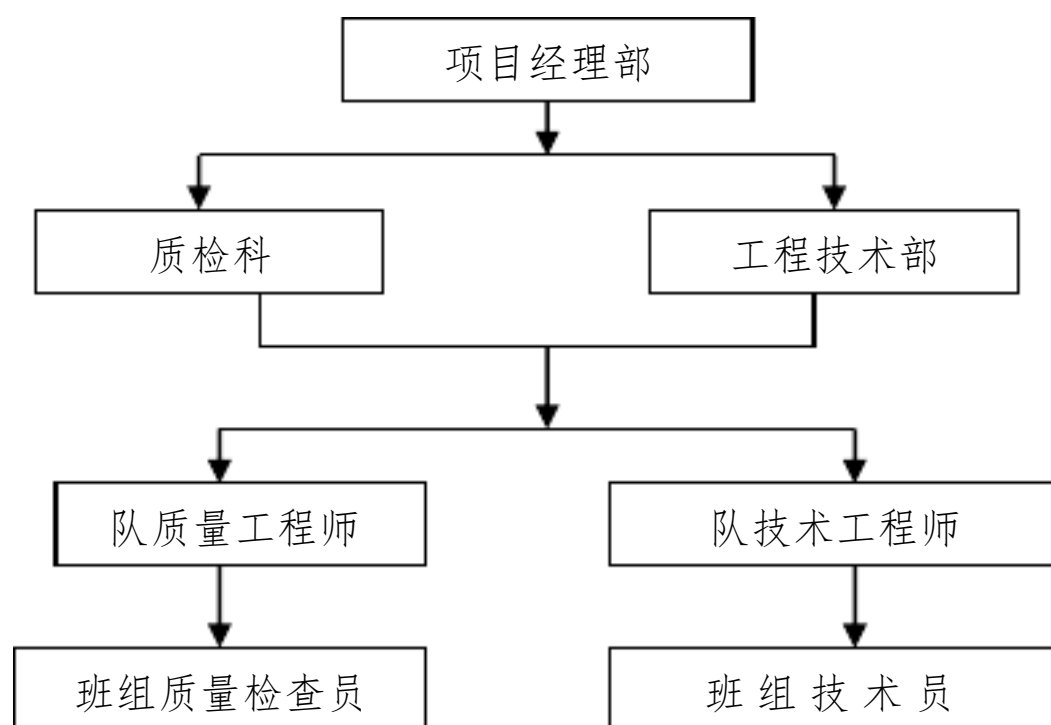 项目经理部
质检科
工程技术部
队质量工程师
队技术工程师
班组质量检查员
班组技术员